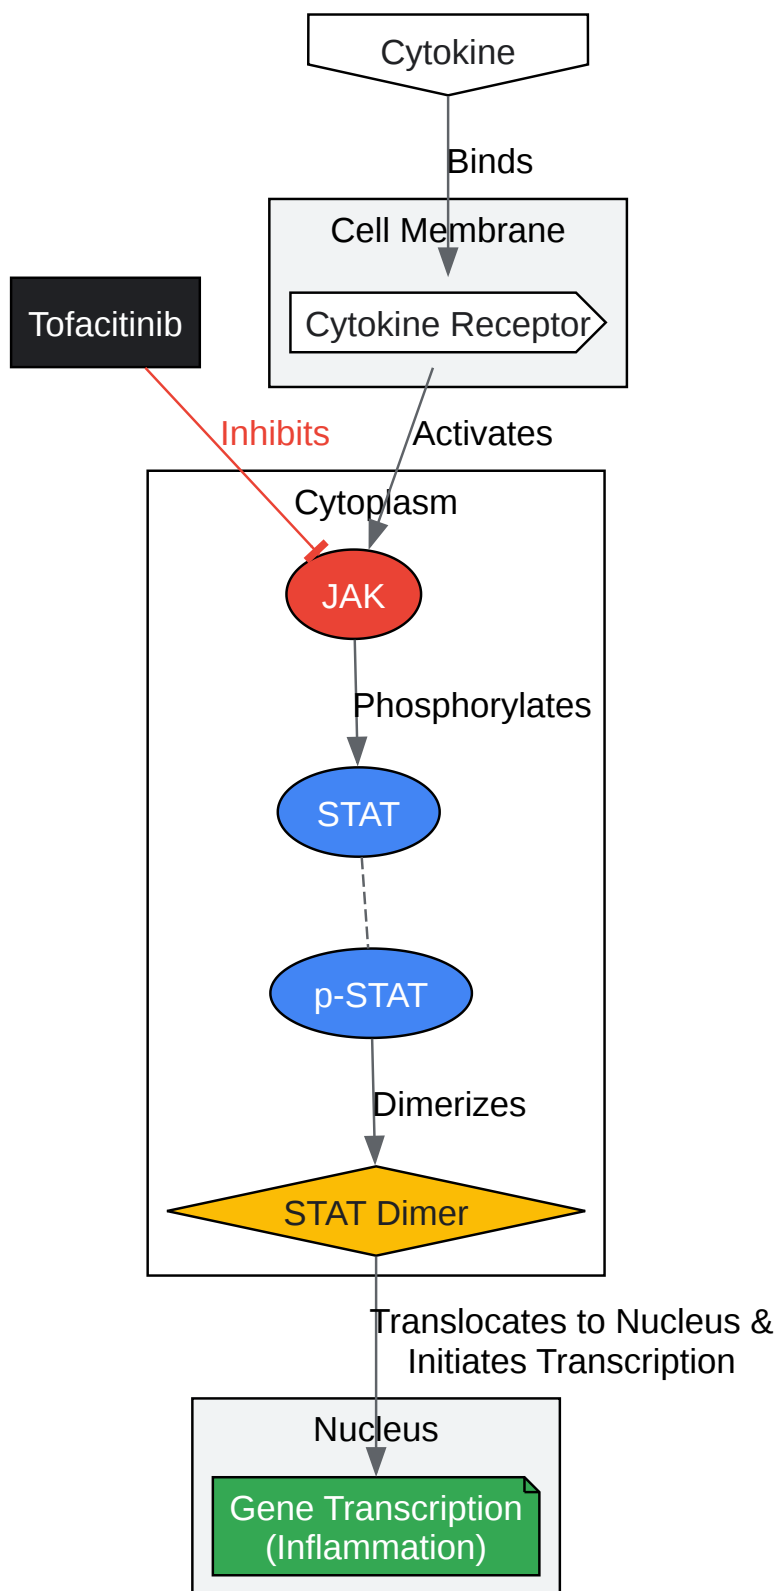 Cytokine
Binds
Cell Membrane
Cytokine Receptor
Tofacitinib
Inhibits
Activates
Cytoplasm
JAK
Phosphorylates
STAT
p-STAT
Dimerizes
STAT Dimer
Translocates to Nucleus &
Initiates Transcription
Nucleus
Gene Transcription
(Inflammation)